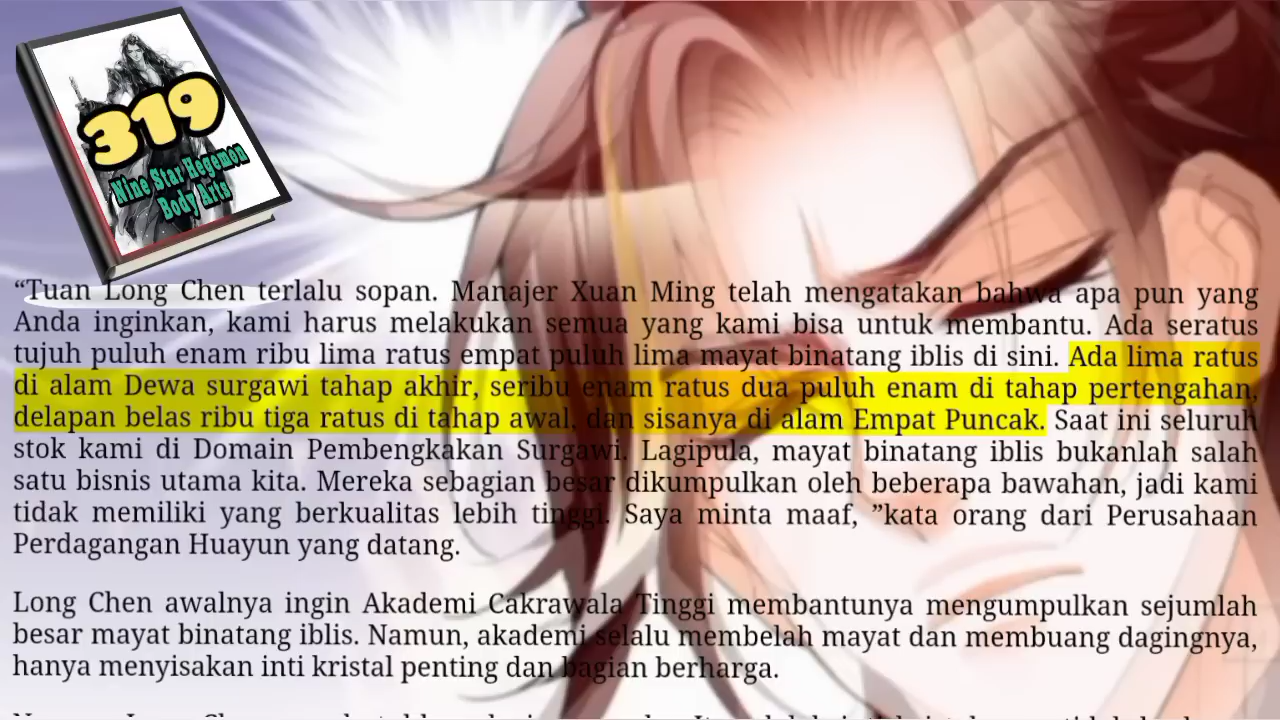 319
Nine Star Hegemon
Body Arts
“Tuan Long Chen terlalu sopan. Manajer Xuan Ming telah mengatakan bahwa apa pun yang
Anda inginkan, kami harus melakukan semua yang kami bisa untuk membantu. Ada seratus
tujuh puluh enam ribu lima ratus empat puluh lima mayat binatang iblis di sini. Ada lima ratus
di alam Dewa surgawi tahap akhir, seribu enam ratus dua puluh enam di tahap pertengahan,
delapan belas ribu tiga ratus di tahap awal, dan sisanya di alam Empat Puncak. Saat ini seluruh
stok kami di Domain Pembengkakan Surgawi. Lagipula, mayat binatang iblis bukanlah salah
satu bisnis utama kita. Mereka sebagian besar dikumpulkan oleh beberapa bawahan, jadi kami
tidak memiliki yang berkualitas lebih tinggi. Saya minta maaf, ”kata orang dari Perusahaan
Perdagangan Huayun yang datang.
Long Chen awalnya ingin Akademi Cakrawala Tinggi membantunya mengumpulkan sejumlah
besar mayat binatang iblis. Namun, akademi selalu membelah mayat dan membuang dagingnya,
hanya menyisakan inti kristal penting dan bagian berharga.